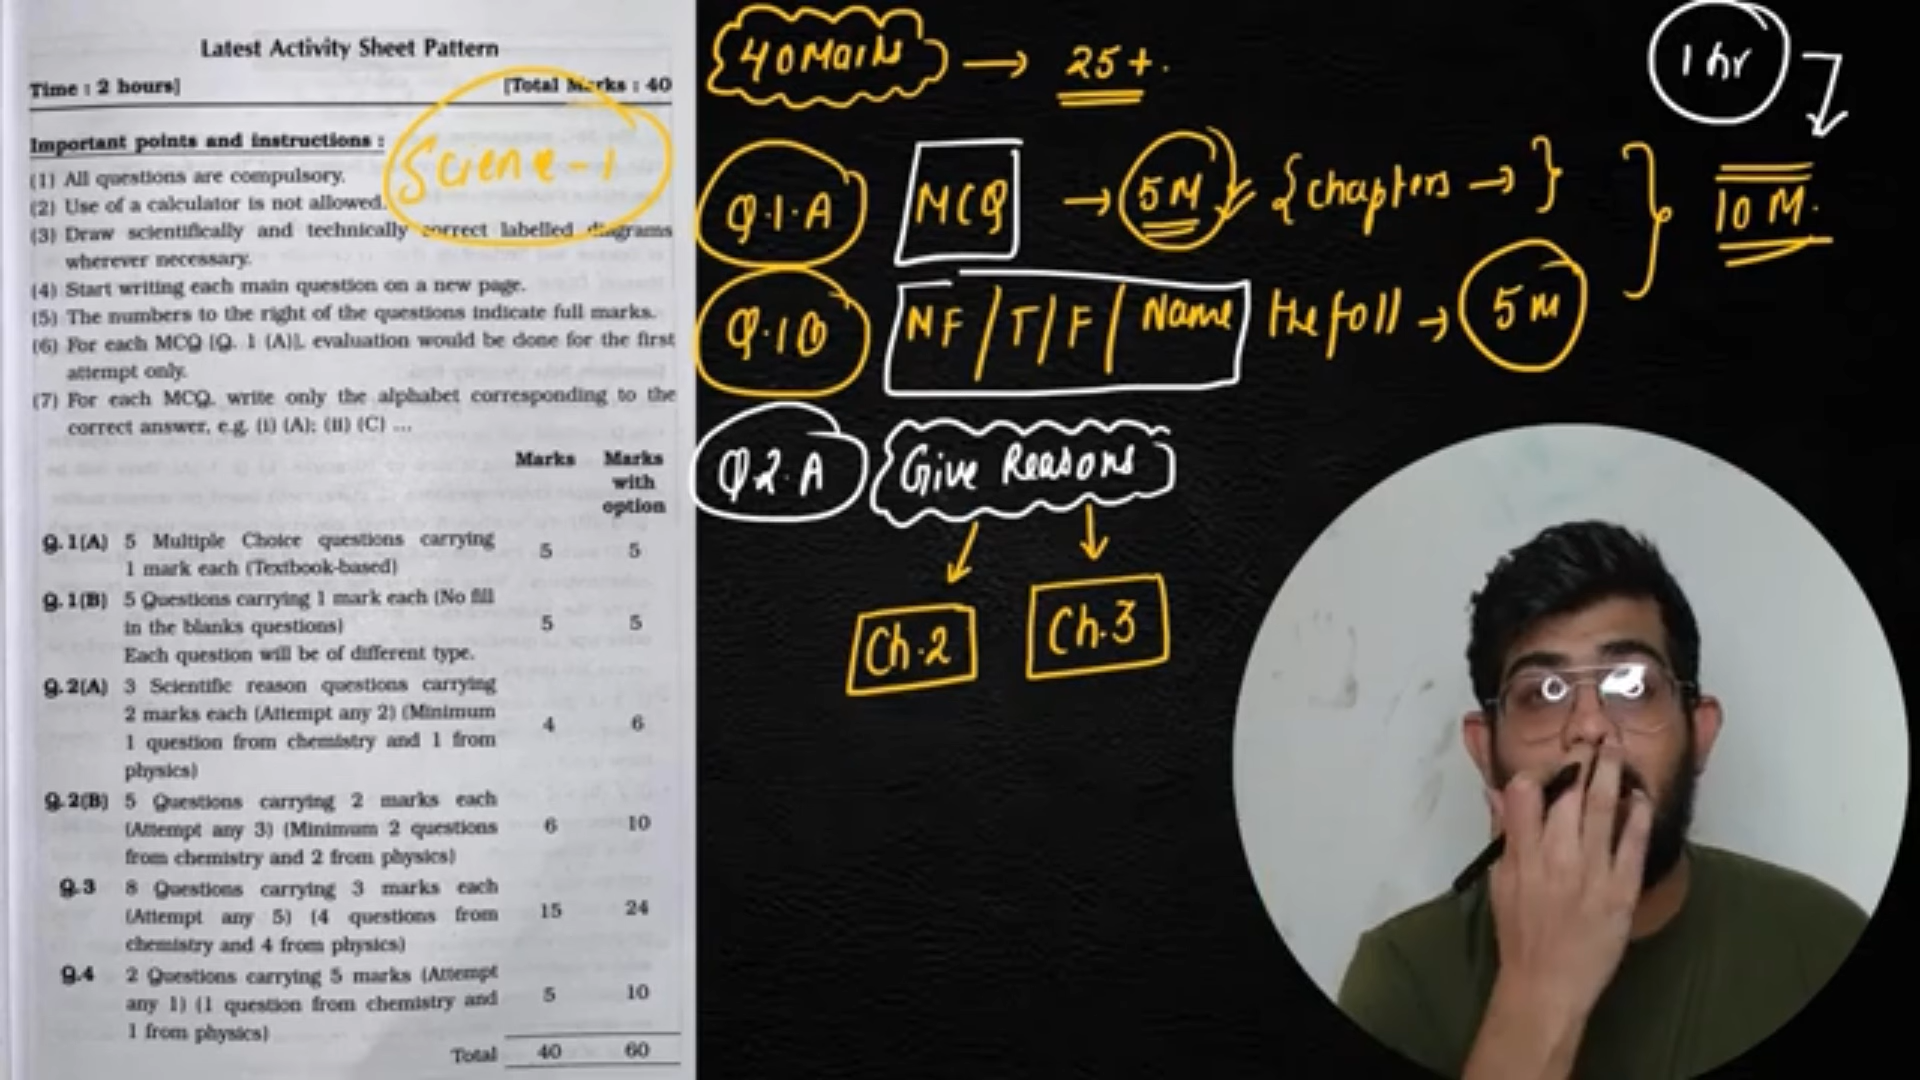 Latest Activity Sheet Pattern
Time : 2 hours] [Total Marks : 40
Important points and instructions :
Sciene-1
(1) All questions are compulsory.
(2) Use of a calculator is not allowed.
(3) Draw scientifically and technically correct labelled diagrams
wherever necessary.
(4) Start writing each main question on a new page.
(5) The numbers to the right of the questions indicate full marks.
(6) For each MCQ [Q. 1 (A)], evaluation would be done for the first
attempt only.
(7) For each MCQ, write only the alphabet corresponding to the
correct answer, e.g. (i) (A); (ii) (C) ...
Marks Marks
with
option
Q.1(A) 5 Multiple Choice questions carrying
1 mark each (Textbook-based) 5 5
Q.1(B) 5 Questions carrying 1 mark each (No fill
in the blanks questions) 5 5
Each question will be of different type.
Q.2(A) 3 Scientific reason questions carrying
2 marks each (Attempt any 2) (Minimum 4 6
1 question from chemistry and 1 from
physics)
Q.2(B) 5 Questions carrying 2 marks each
(Attempt any 3) (Minimum 2 questions 6 10
from chemistry and 2 from physics)
Q.3 8 Questions carrying 3 marks each
(Attempt any 5) (4 questions from 15 24
chemistry and 4 from physics)
Q.4 2 Questions carrying 5 marks (Attempt
any 1) (1 question from chemistry and 5 10
1 from physics)
Total 40 60
40 Marks → 25+.
1 hr
Q.1.A MCQ → 5M {chapters → } } 10 M.
Q.1B NF/T/F/Name the foll → 5M
Q2.A Give Reasons
Ch.2 Ch.3